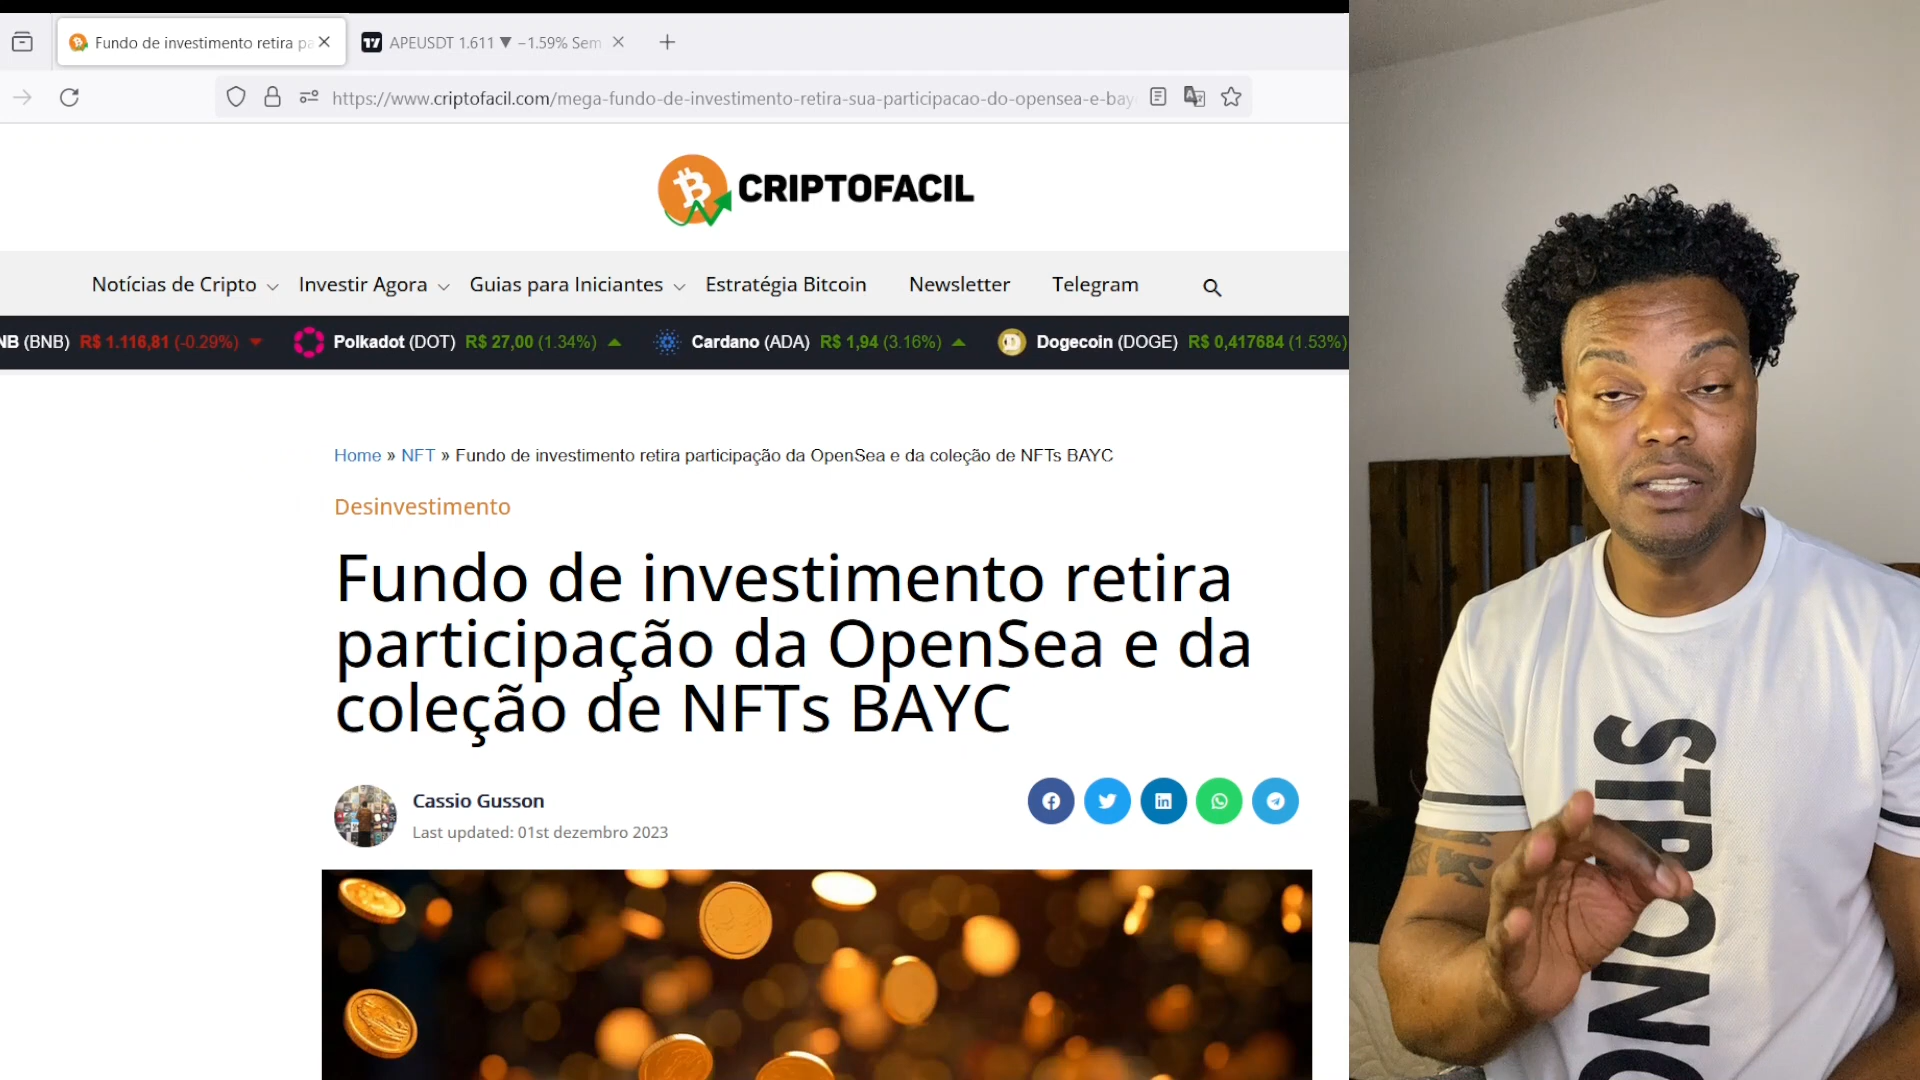 Fundo de investimento retira pa
APEUSDT 1.611 ▼ −1.59% Sem
https://www.criptofacil.com/mega-fundo-de-investimento-retira-sua-participacao-do-opensea-e-bay
CRIPTOFACIL
Notícias de Cripto Investir Agora Guias para Iniciantes Estratégia Bitcoin Newsletter Telegram
NB (BNB) R$ 1.116,81 (-0.29%) ▼ Polkadot (DOT) R$ 27,00 (1.34%) ▲ Cardano (ADA) R$ 1,94 (3.16%) ▲ Dogecoin (DOGE) R$ 0,417684 (1.53%)
Home » NFT » Fundo de investimento retira participação da OpenSea e da coleção de NFTs BAYC
Desinvestimento
Fundo de investimento retira
participação da OpenSea e da
coleção de NFTs BAYC
Cassio Gusson
Last updated: 01st dezembro 2023
STRONG